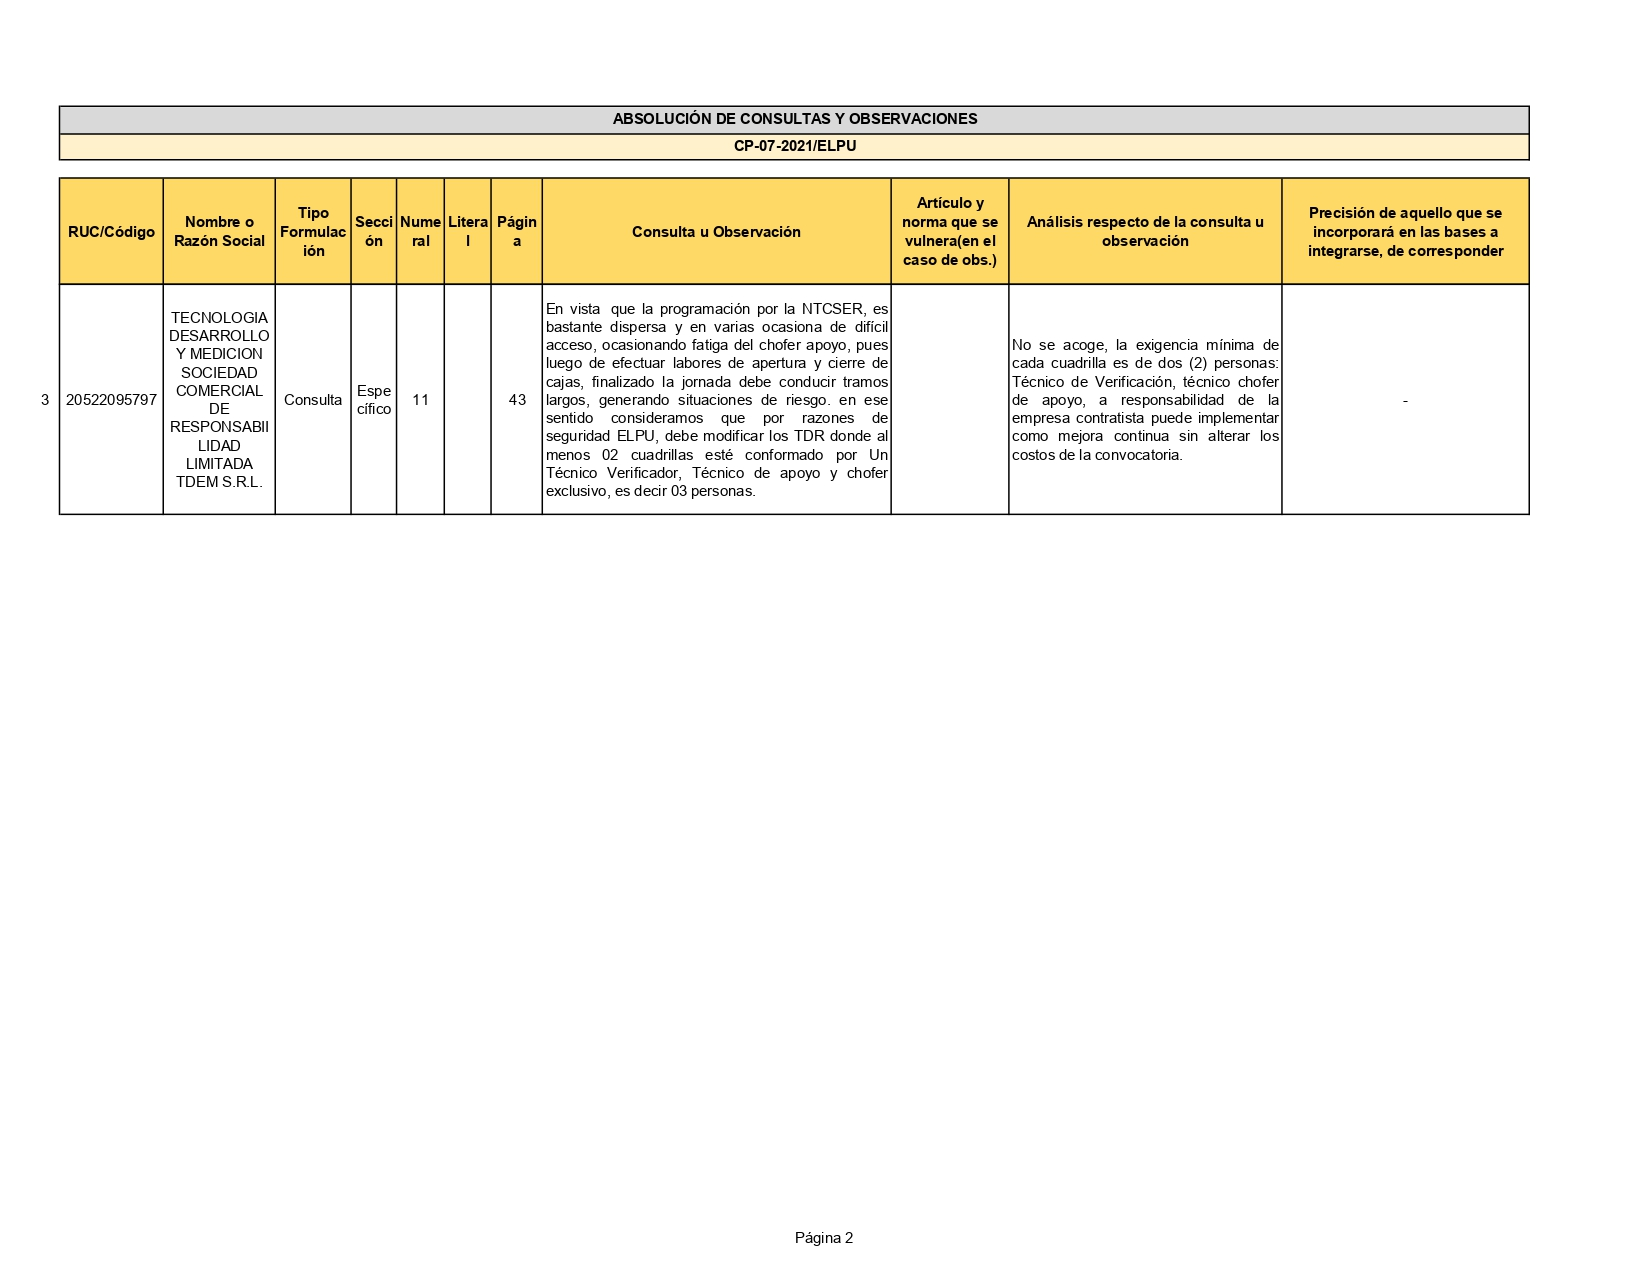 ABSOLUCIÓN DE CONSULTAS Y OBSERVACIONES
CP-07-2021/ELPU
RUC/Código
Nombre o
Razón Social
Tipo
Formulac
ión
Secci
ón
Nume
ral
Litera
l
Págin
a
Consulta u Observación
Artículo y
norma que se
vulnera(en el
caso de obs.)
Análisis respecto de la consulta u
observación
Precisión de aquello que se
incorporará en las bases a
integrarse, de corresponder
3
20522095797
TECNOLOGIA
DESARROLLO
Y MEDICION
SOCIEDAD
COMERCIAL
DE
RESPONSABII
LIDAD
LIMITADA
TDEM S.R.L.
Consulta
Espe
cífico
11
43
En vista  que la programación por la NTCSER, es
bastante dispersa y en varias ocasiona de difícil
acceso, ocasionando fatiga del chofer apoyo, pues
luego de efectuar labores de apertura y cierre de
cajas, finalizado la jornada debe conducir tramos
largos, generando situaciones de riesgo. en ese
sentido consideramos que por razones de
seguridad ELPU, debe modificar los TDR donde al
menos 02 cuadrillas esté conformado por Un
Técnico Verificador, Técnico de apoyo y chofer
exclusivo, es decir 03 personas.
No se acoge, la exigencia mínima de
cada cuadrilla es de dos (2) personas:
Técnico de Verificación, técnico chofer
de apoyo, a responsabilidad de la
empresa contratista puede implementar
como mejora continua sin alterar los
costos de la convocatoria.
-
Página 2